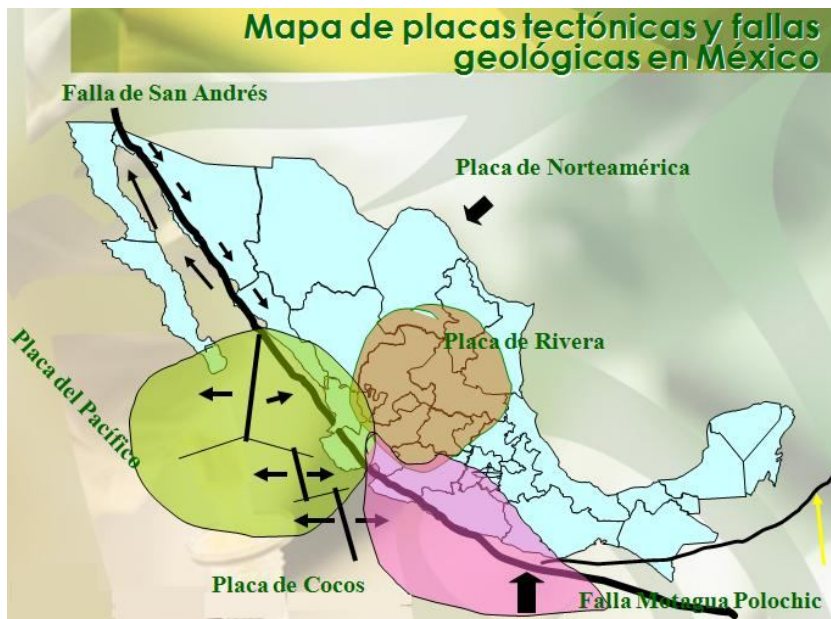 Mapa de placas tectónicas y fallas
geológicas en México
Falla de San Andrés
Placa de Norteamérica
Placa de Rivera
Placa del Pacífico
Placa de Cocos
Falla Motagua Polochic